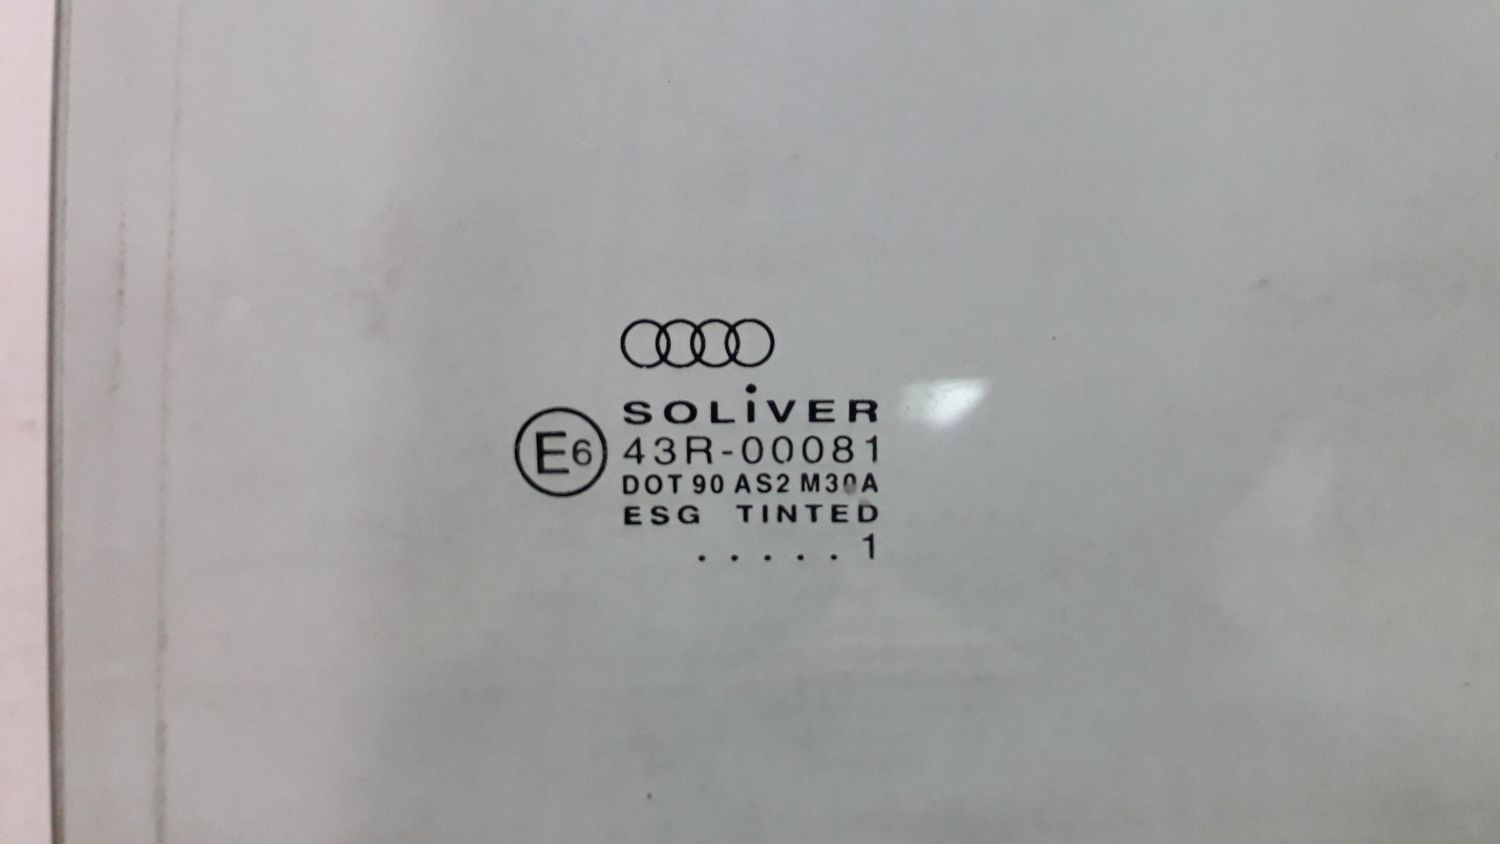 SOLiVER
E6
43R-00081
DOT 90 AS2 M30A
ESG TINTED
. . . . . 1